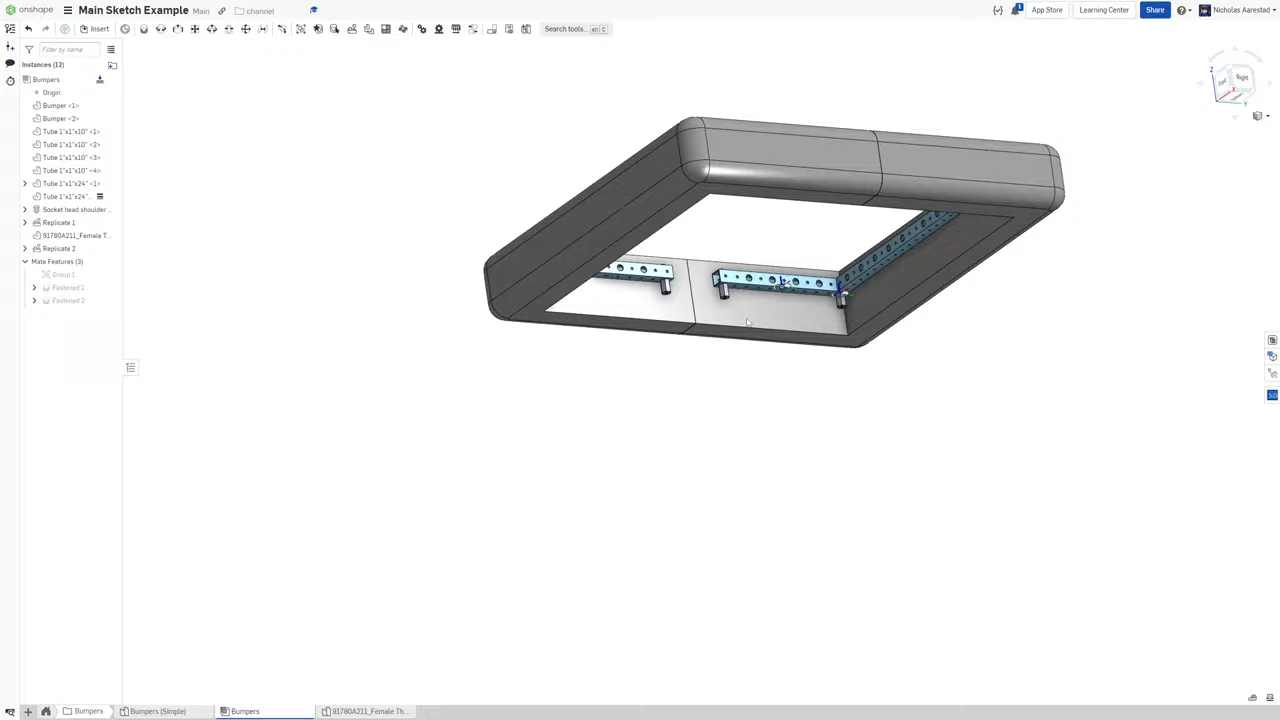 onshape
Main Sketch Example
Main
channel
App Store
Learning Center
Share
Nicholas Aarestad
Insert
Search tools...
Filter by name
Instances (12)
Bumpers
Origin
Bumper <1>
Bumper <2>
Tube 1"x1"x10" <1>
Tube 1"x1"x10" <2>
Tube 1"x1"x10" <3>
Tube 1"x1"x10" <4>
Tube 1"x1"x24" <1>
Tube 1"x1"x24"...
Socket head shoulder ...
Replicate 1
91780A211_Female T...
Replicate 2
Mate Features (3)
Group 1
Fastened 1
Fastened 2
Z
Right
X
Y
Bumpers
Bumpers (Simple)
Bumpers
91780A211_Female Th...